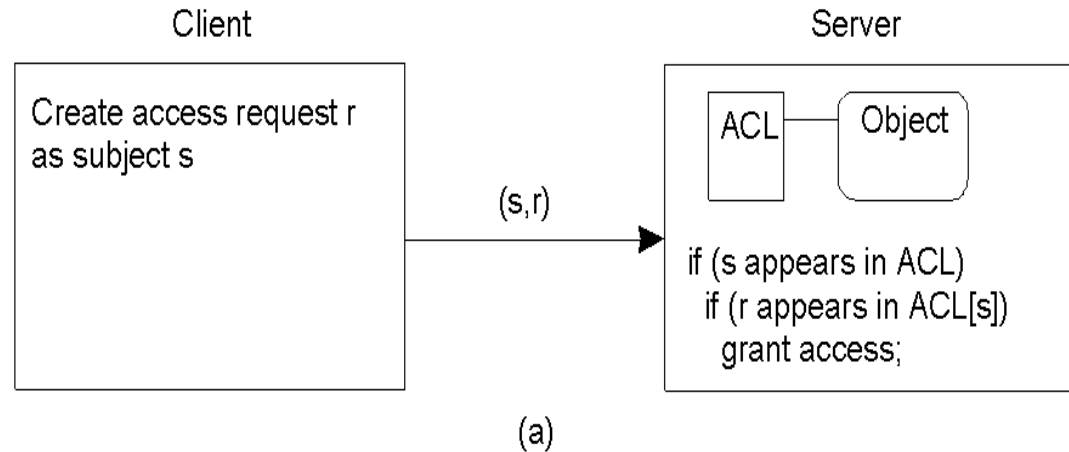 Client
Server
Create access request r
as subject s
ACL
Object
(s,r)
if (s appears in ACL)
if (r appears in ACL[s])
grant access;
(a)